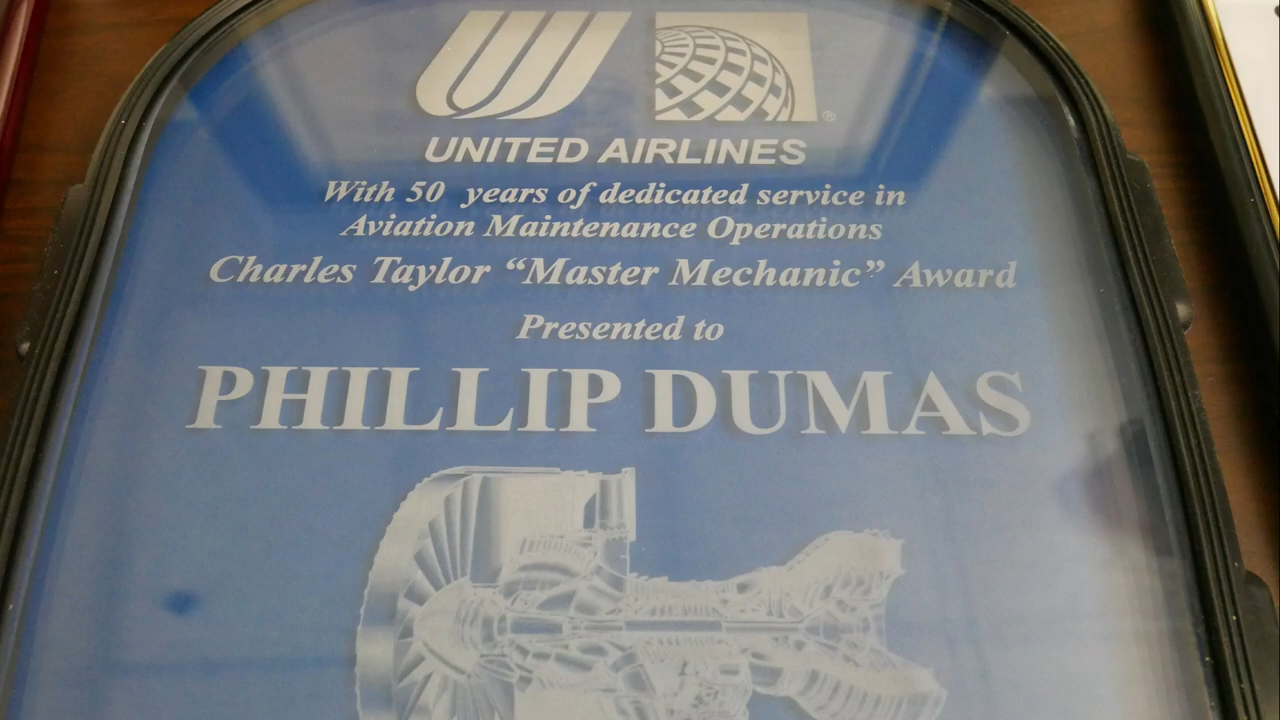 ®
UNITED AIRLINES
With 50 years of dedicated service in
Aviation Maintenance Operations
Charles Taylor “Master Mechanic” Award
Presented to
PHILLIP DUMAS